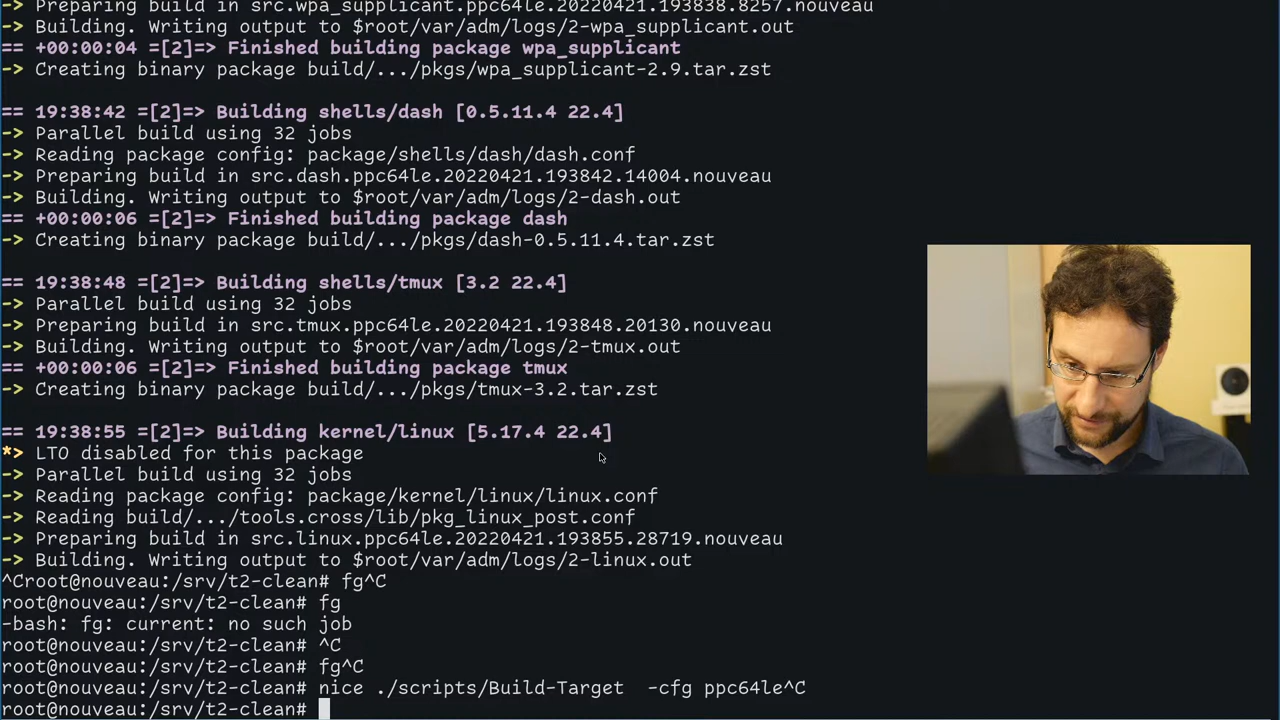 -> Preparing build in src.wpa_supplicant.ppc64le.20220421.193838.8257.nouveau
-> Building. Writing output to $root/var/adm/logs/2-wpa_supplicant.out
== +00:00:04 =[2]=> Finished building package wpa_supplicant
-> Creating binary package build/.../pkgs/wpa_supplicant-2.9.tar.zst
== 19:38:42 =[2]=> Building shells/dash [0.5.11.4 22.4]
-> Parallel build using 32 jobs
-> Reading package config: package/shells/dash/dash.conf
-> Preparing build in src.dash.ppc64le.20220421.193842.14004.nouveau
-> Building. Writing output to $root/var/adm/logs/2-dash.out
== +00:00:06 =[2]=> Finished building package dash
-> Creating binary package build/.../pkgs/dash-0.5.11.4.tar.zst
== 19:38:48 =[2]=> Building shells/tmux [3.2 22.4]
-> Parallel build using 32 jobs
-> Preparing build in src.tmux.ppc64le.20220421.193848.20130.nouveau
-> Building. Writing output to $root/var/adm/logs/2-tmux.out
== +00:00:06 =[2]=> Finished building package tmux
-> Creating binary package build/.../pkgs/tmux-3.2.tar.zst
== 19:38:55 =[2]=> Building kernel/linux [5.17.4 22.4]
*> LTO disabled for this package
-> Parallel build using 32 jobs
-> Reading package config: package/kernel/linux/linux.conf
-> Reading build/.../tools.cross/lib/pkg_linux_post.conf
-> Preparing build in src.linux.ppc64le.20220421.193855.28719.nouveau
-> Building. Writing output to $root/var/adm/logs/2-linux.out
^Croot@nouveau:/srv/t2-clean# fg^C
root@nouveau:/srv/t2-clean# fg
-bash: fg: current: no such job
root@nouveau:/srv/t2-clean# ^C
root@nouveau:/srv/t2-clean# fg^C
root@nouveau:/srv/t2-clean# nice ./scripts/Build-Target  -cfg ppc64le^C
root@nouveau:/srv/t2-clean#